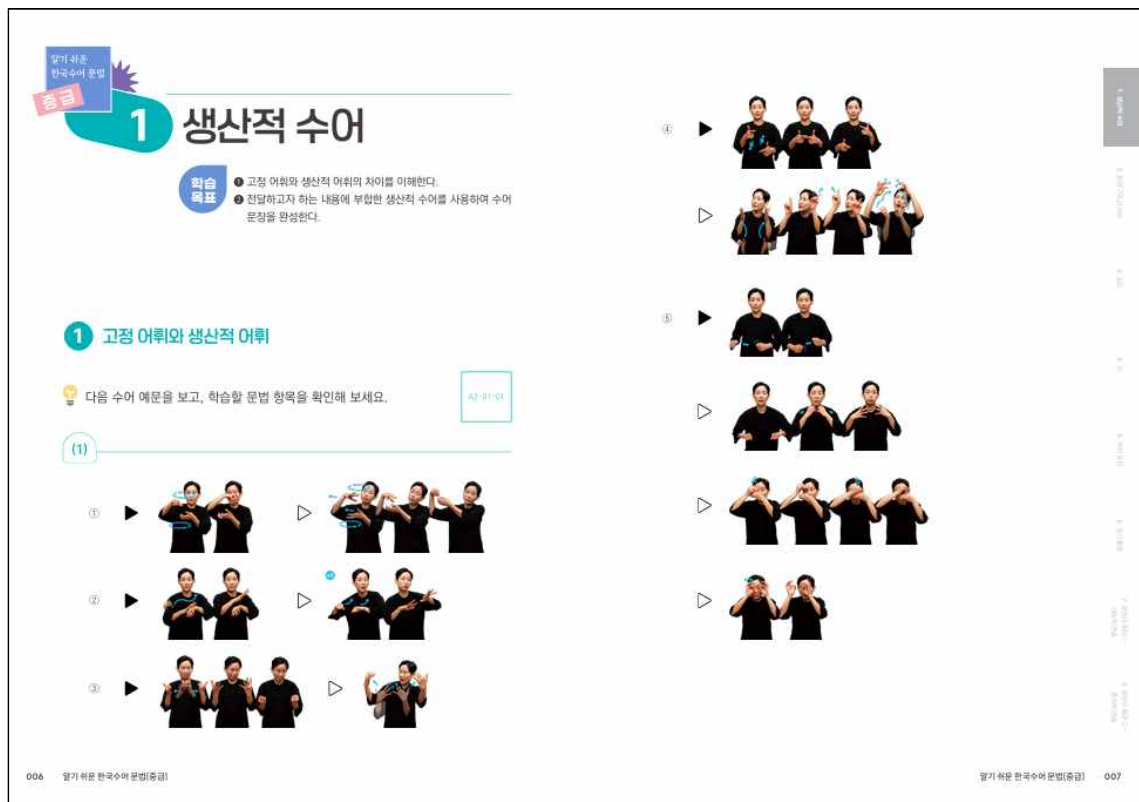 알기 쉬운
한국수어 문법
중급
1 생산적 수어
학습
목표
❶ 고정 어휘와 생산적 어휘의 차이를 이해한다.
❷ 전달하고자 하는 내용에 부합한 생산적 수어를 사용하여 수어
문장을 완성한다.
1 고정 어휘와 생산적 어휘
다음 수어 예문을 보고, 학습할 문법 항목을 확인해 보세요.
(1)
①
②
③
006 알기 쉬운 한국수어 문법(중급)
④
⑤
알기 쉬운 한국수어 문법(중급) 007